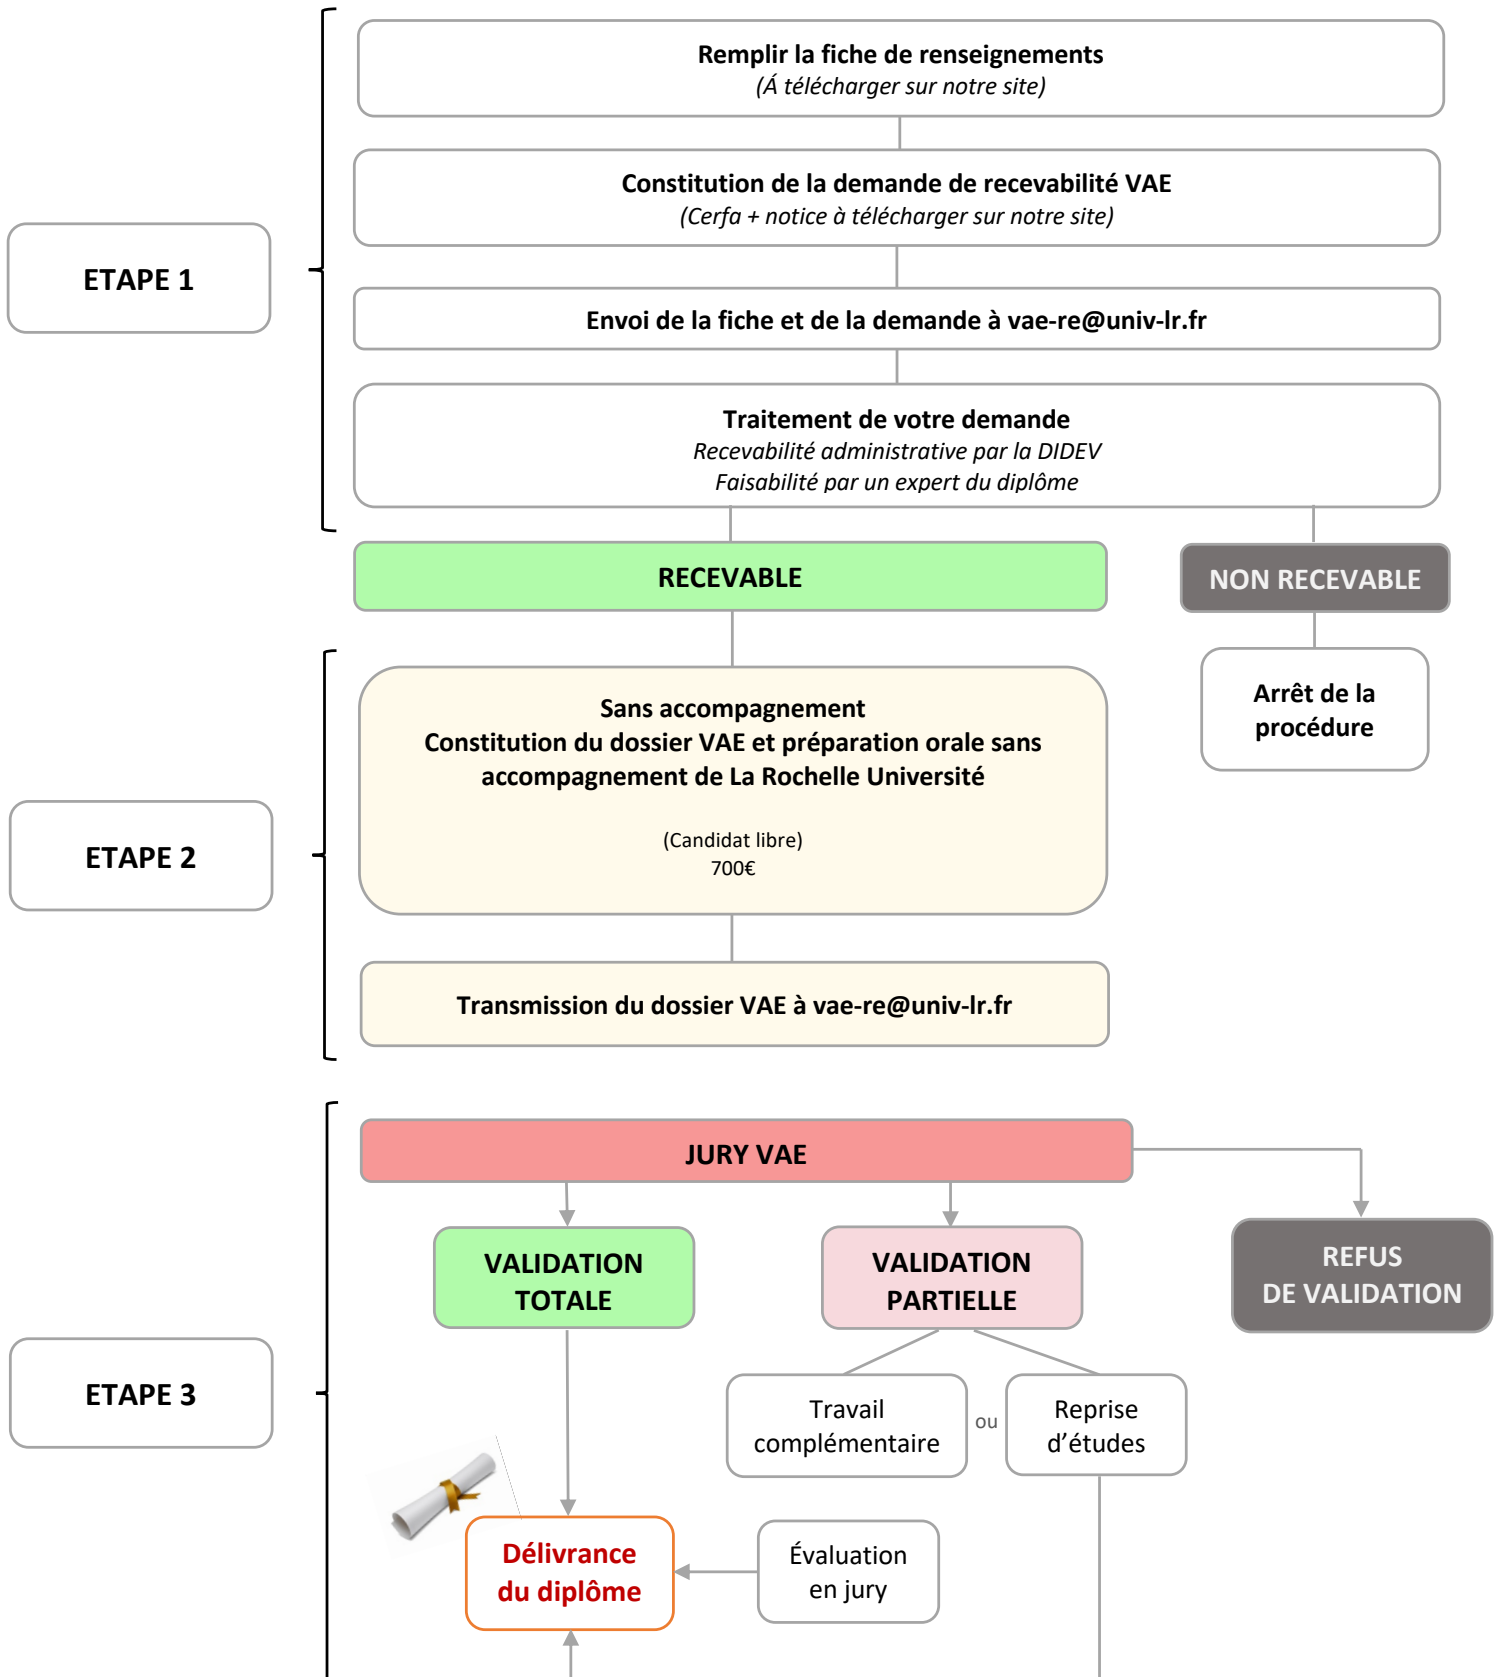 Remplir la fiche de renseignements
(Á télécharger sur notre site)
Constitution de la demande de recevabilité VAE
(Cerfa + notice à télécharger sur notre site)
ETAPE 1
Envoi de la fiche et de la demande à vae-re@univ-lr.fr
Traitement de votre demande
Recevabilité administrative par la DIDEV
Faisabilité par un expert du diplôme
RECEVABLE
NON RECEVABLE
Arrêt de la
procédure
Sans accompagnement
Constitution du dossier VAE et préparation orale sans
accompagnement de La Rochelle Université
(Candidat libre)
700€
ETAPE 2
Transmission du dossier VAE à vae-re@univ-lr.fr
JURY VAE
VALIDATION
TOTALE
VALIDATION
PARTIELLE
REFUS
DE VALIDATION
ETAPE 3
Travail
complémentaire
ou
Reprise
d’études
Délivrance
du diplôme
Évaluation
en jury